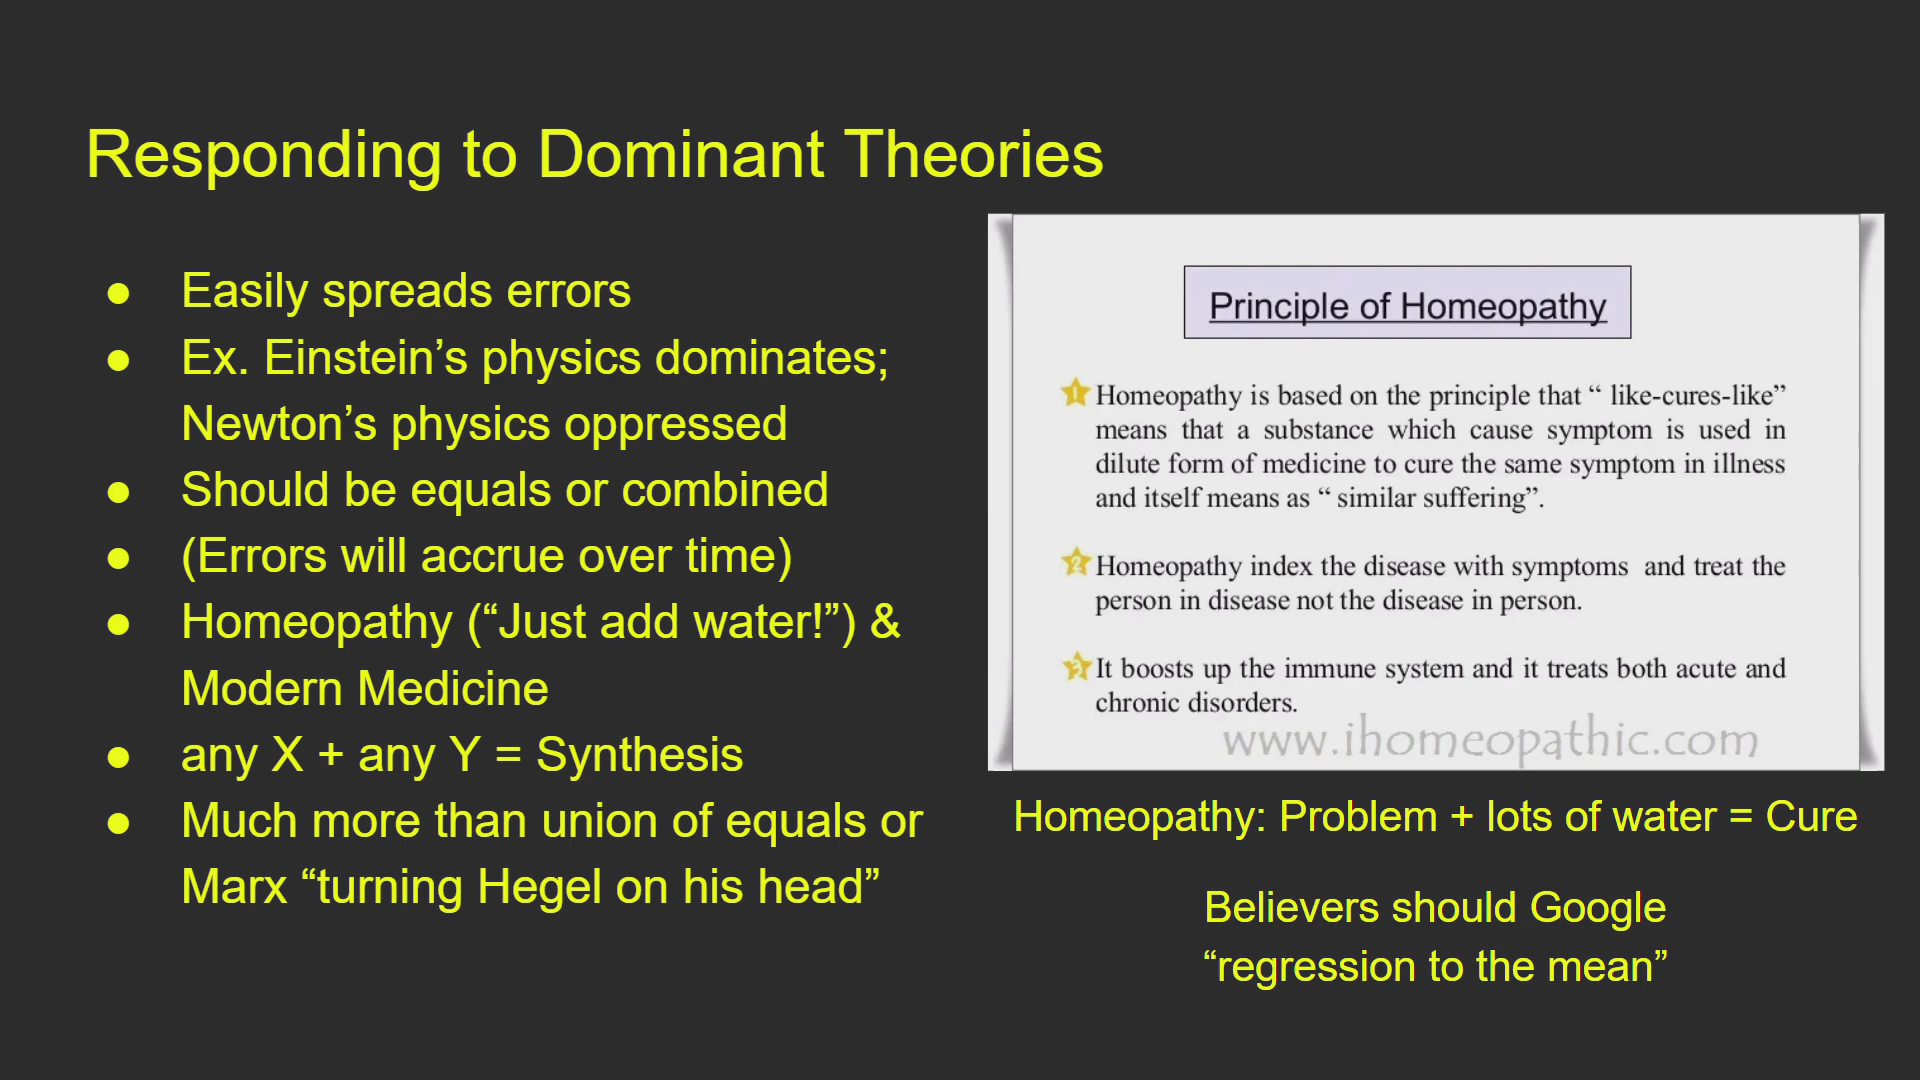 Responding to Dominant Theories
● Easily spreads errors
● Ex. Einstein’s physics dominates;
Newton’s physics oppressed
● Should be equals or combined
● (Errors will accrue over time)
● Homeopathy (“Just add water!”) &
Modern Medicine
● any X + any Y = Synthesis
● Much more than union of equals or
Marx “turning Hegel on his head”
Principle of Homeopathy
1 Homeopathy is based on the principle that “ like-cures-like”
means that a substance which cause symptom is used in
dilute form of medicine to cure the same symptom in illness
and itself means as “ similar suffering”.
2 Homeopathy index the disease with symptoms and treat the
person in disease not the disease in person.
3 It boosts up the immune system and it treats both acute and
chronic disorders.
www.ihomeopathic.com
Homeopathy: Problem + lots of water = Cure
Believers should Google
“regression to the mean”